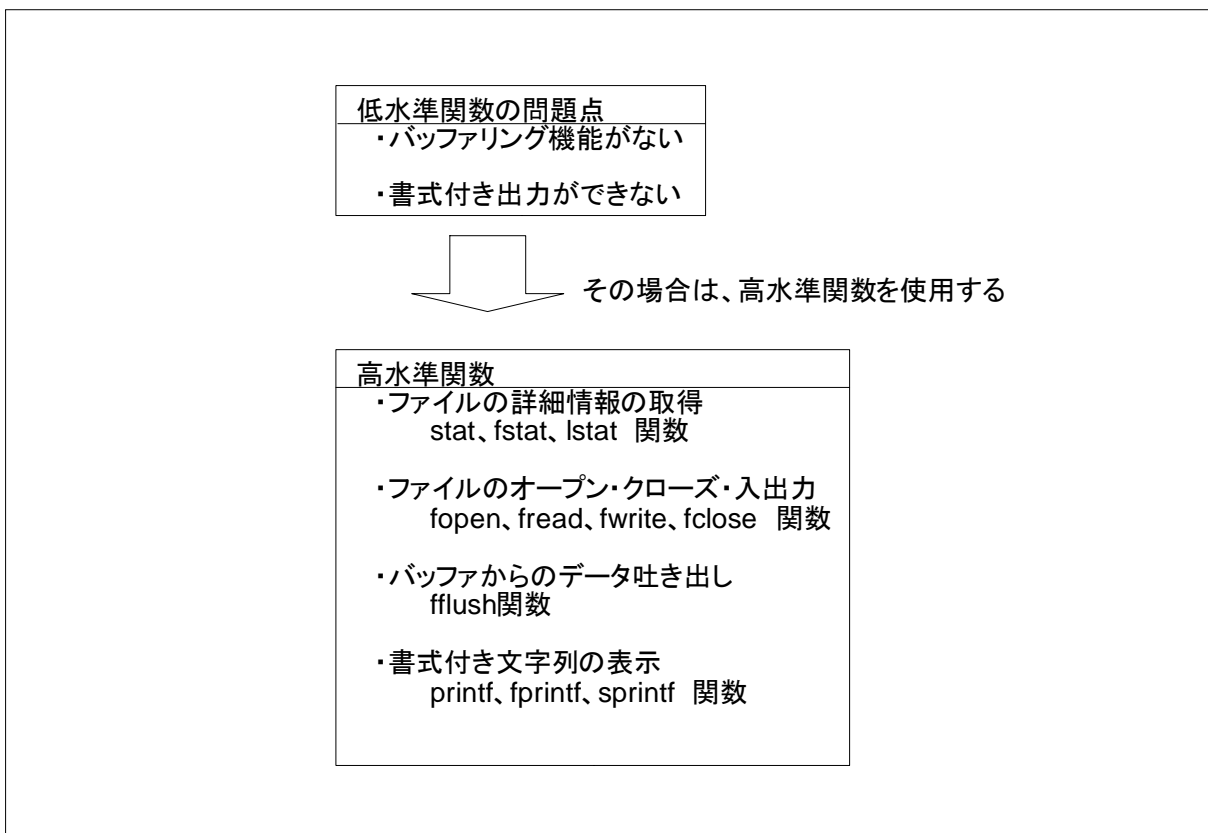 低水準関数の問題点
・バッファリング機能がない
・書式付き出力ができない
その場合は、高水準関数を使用する
高水準関数
・ファイルの詳細情報の取得
stat、fstat、lstat 関数
・ファイルのオープン・クローズ・入出力
fopen、fread、fwrite、fclose 関数
・バッファからのデータ吐き出し
fflush関数
・書式付き文字列の表示
printf、fprintf、sprintf 関数